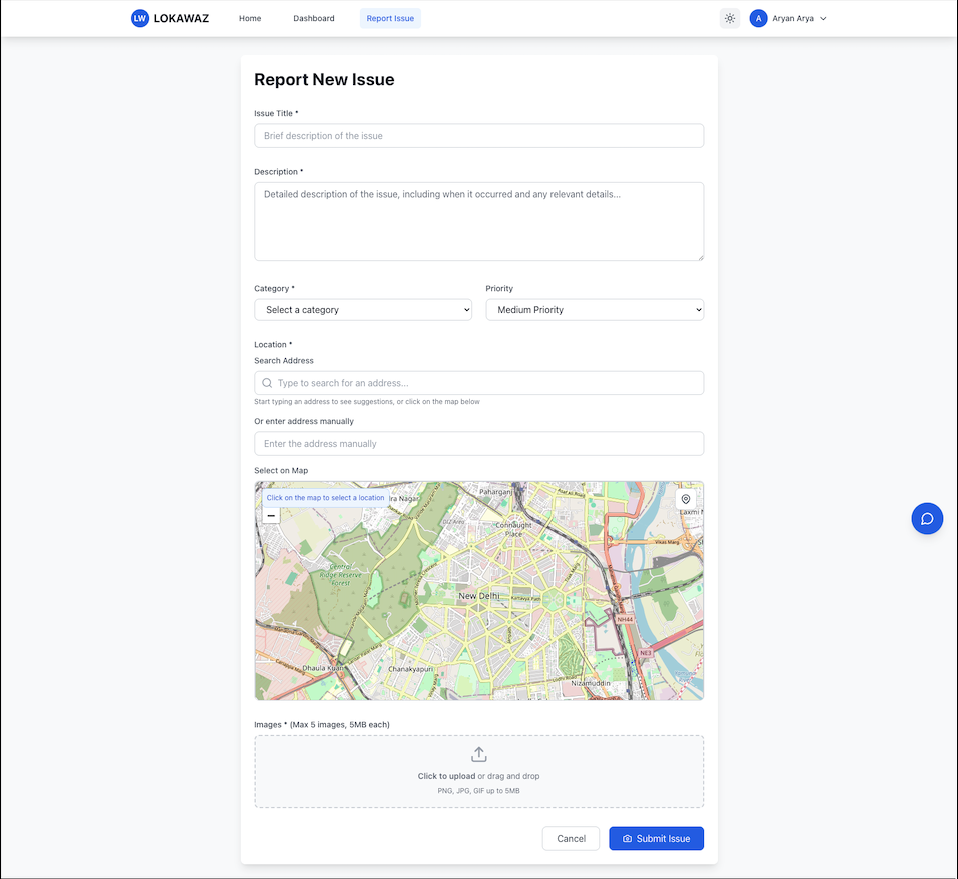 LW LOKAWAZ Home Dashboard Report Issue A Aryan Arya
Report New Issue
Issue Title *
Brief description of the issue
Description *
Detailed description of the issue, including when it occurred and any relevant details...
Category * Priority
Select a category Medium Priority
Location *
Search Address
Type to search for an address...
Start typing an address to see suggestions, or click on the map below
Or enter address manually
Enter the address manually
Select on Map
Click on the map to select a location
ra Nagar
Paharganj
Laxmi
−
DIZ Area
Connaught
Place
Vikas Marg
Central
Ridge Reserve
Forest
New Delhi
Kartavya Path
NH44
NE3
Dhaula Kuan
Chanakyapuri
Nizamuddin
Images * (Max 5 images, 5MB each)
Click to upload or drag and drop
PNG, JPG, GIF up to 5MB
Cancel Submit Issue